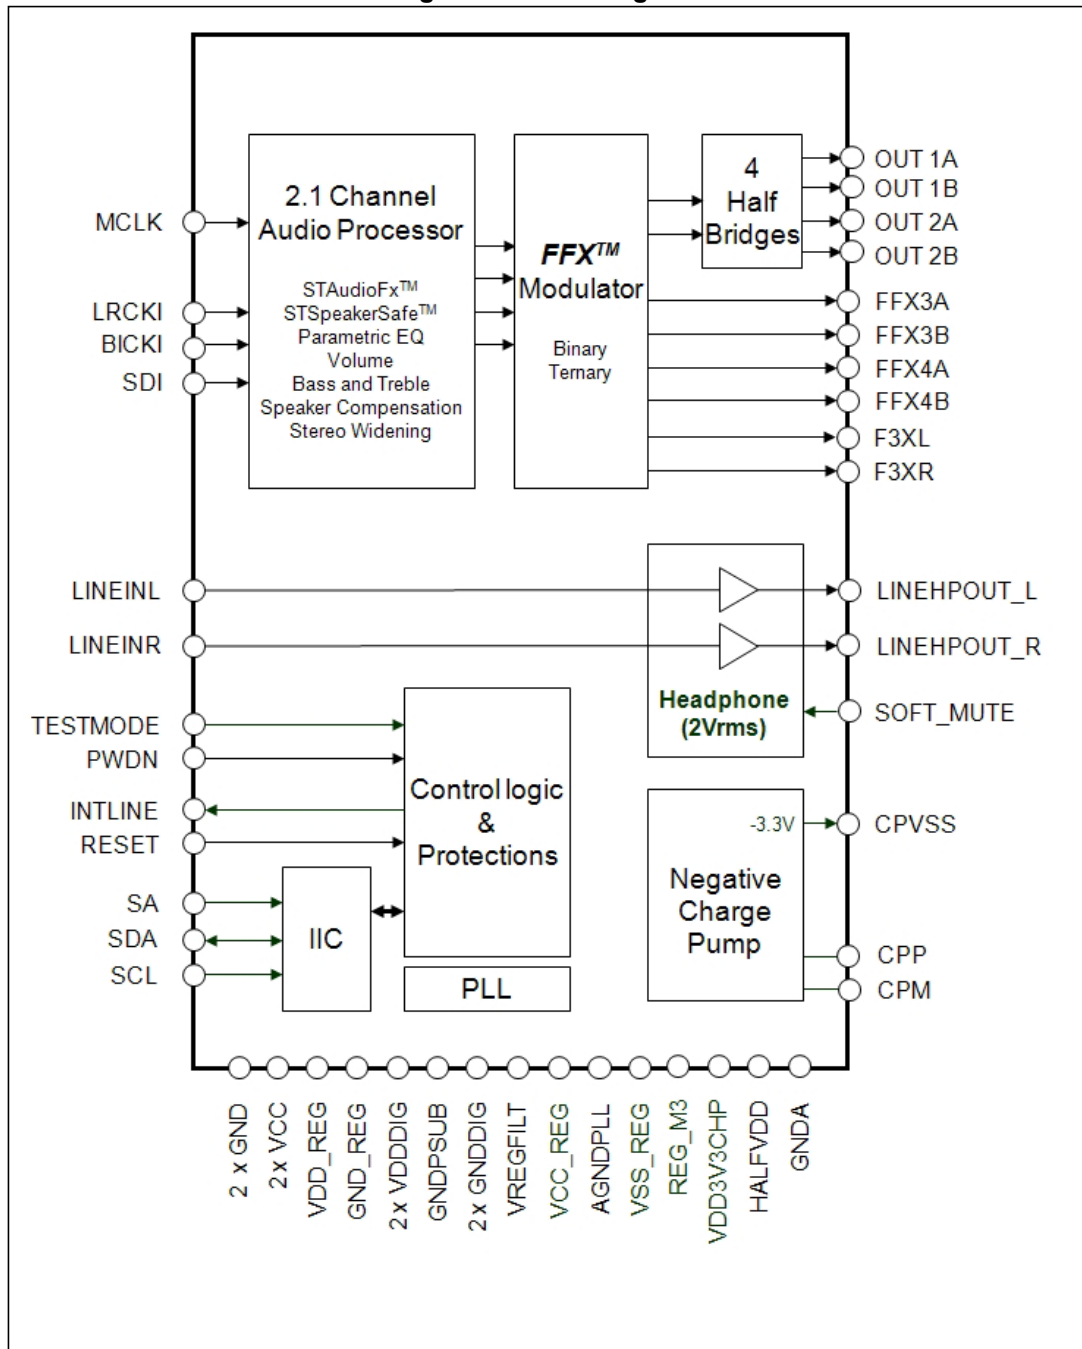 MCLK
LRCKI
BICKI
SDI
2.1 Channel
Audio Processor
STAudioFx™
STSpeakerSafe™
Parametric EQ
Volume
Bass and Treble
Speaker Compensation
Stereo Widening
FFX™
Modulator
Binary
Ternary
4
Half
Bridges
OUT 1A
OUT 1B
OUT 2A
OUT 2B
FFX3A
FFX3B
FFX4A
FFX4B
F3XL
F3XR
LINEINL
LINEINR
Headphone
(2Vrms)
LINEHPOUT_L
LINEHPOUT_R
SOFT_MUTE
TESTMODE
PWDN
INTLINE
RESET
SA
SDA
SCL
IIC
Control logic
&
Protections
PLL
-3.3V
Negative
Charge
Pump
CPVSS
CPP
CPM
2 x GND
2 x VCC
VDD_REG
GND_REG
2 x VDDDIG
GNDPSUB
2 x GNDDIG
VREGFILT
VCC_REG
AGNDPLL
VSS_REG
REG_M3
VDD3V3CHP
HALFVDD
GNDA